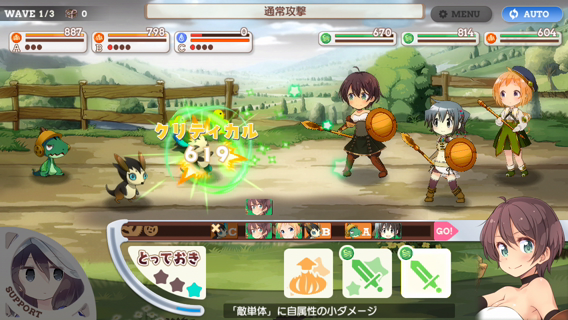 WAVE 1/3
0
通常攻撃
MENU
AUTO
887
798
0
670
814
604
A
B
C
クリティカル
619
C
B
A
GO!
とっておき
SUPPORT
「敵単体」に自属性の小ダメージ